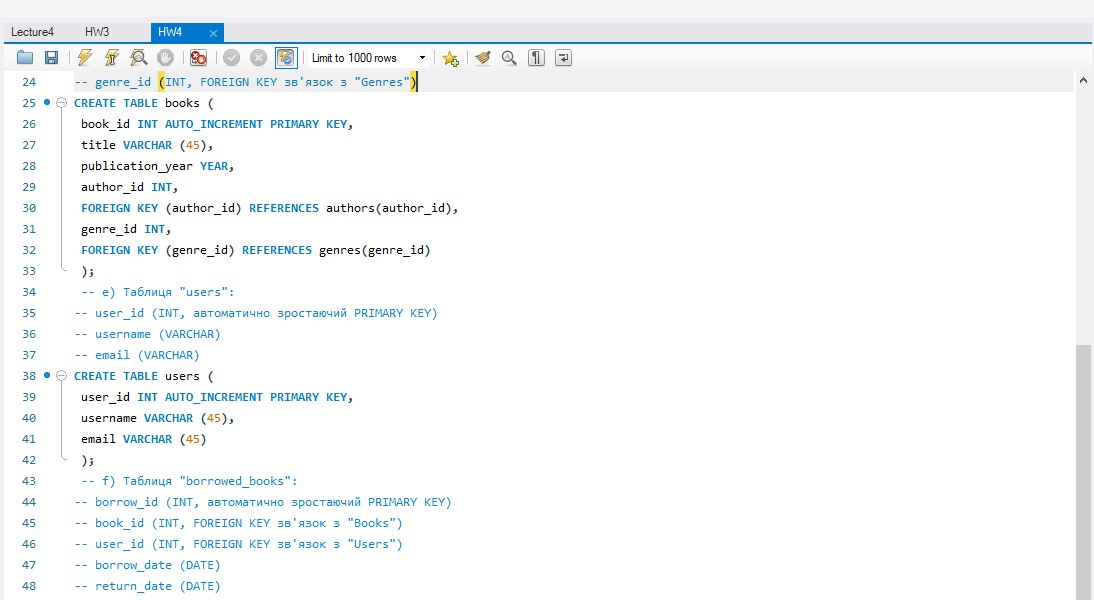 Lecture4 HW3 HW4
Limit to 1000 rows
24 -- genre_id (INT, FOREIGN KEY зв'язок з "Genres")
25 CREATE TABLE books (
26 book_id INT AUTO_INCREMENT PRIMARY KEY,
27 title VARCHAR (45),
28 publication_year YEAR,
29 author_id INT,
30 FOREIGN KEY (author_id) REFERENCES authors(author_id),
31 genre_id INT,
32 FOREIGN KEY (genre_id) REFERENCES genres(genre_id)
33 );
34 -- e) Таблиця "users":
35 -- user_id (INT, автоматично зростаючий PRIMARY KEY)
36 -- username (VARCHAR)
37 -- email (VARCHAR)
38 CREATE TABLE users (
39 user_id INT AUTO_INCREMENT PRIMARY KEY,
40 username VARCHAR (45),
41 email VARCHAR (45)
42 );
43 -- f) Таблиця "borrowed_books":
44 -- borrow_id (INT, автоматично зростаючий PRIMARY KEY)
45 -- book_id (INT, FOREIGN KEY зв'язок з "Books")
46 -- user_id (INT, FOREIGN KEY зв'язок з "Users")
47 -- borrow_date (DATE)
48 -- return_date (DATE)